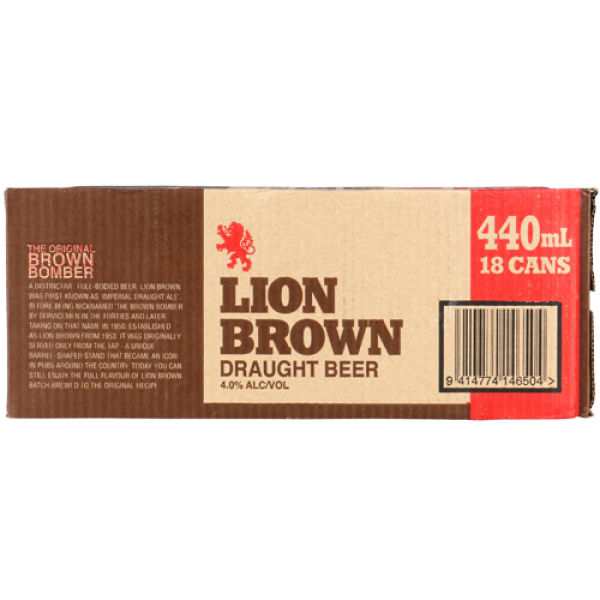 THE ORIGINAL
BROWN
BOMBER
A DISTINCTIVE FULL-BODIED BEER, LION BROWN
WAS FIRST KNOWN AS 'IMPERIAL DRAUGHT ALE',
BEFORE BEING NICKNAMED 'THE BROWN BOMBER'
BY SERVICEMEN IN THE FORTIES AND LATER
TAKING ON THAT NAME IN 1950. ESTABLISHED
AS LION BROWN FROM 1953, IT WAS ORIGINALLY
SERVED ONLY FROM THE TAP - A UNIQUE
BARREL-SHAPED STAND THAT BECAME AN ICON
IN PUBS AROUND THE COUNTRY. TODAY YOU CAN
STILL ENJOY THE FULL FLAVOUR OF LION BROWN
BATCH-BREWED TO THE ORIGINAL RECIPE
LION
BROWN
DRAUGHT BEER
4.0% ALC/VOL
440mL
18 CANS
9 414774 146504 >